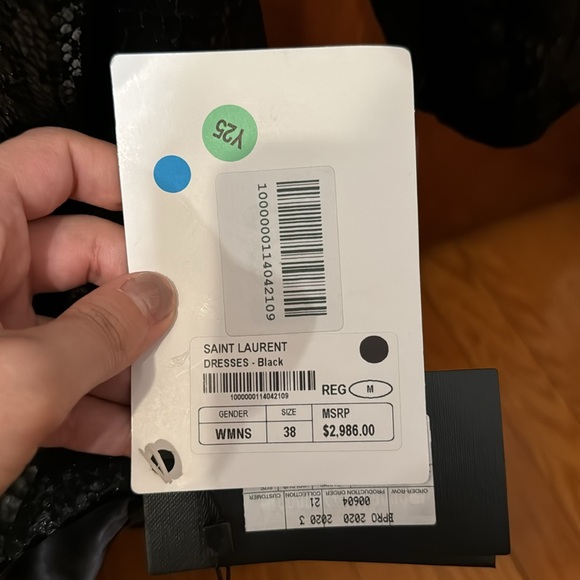 Y25
1000000114042109
SAINT LAURENT
DRESSES - Black
1000000114042109
REG M
GENDER SIZE MSRP
WMNS 38 $2,986.00
BPRO 2020 2020 3
00604 21
ORDER-ROW PRODUCTION ORDER COLLECTION CUSTOMER